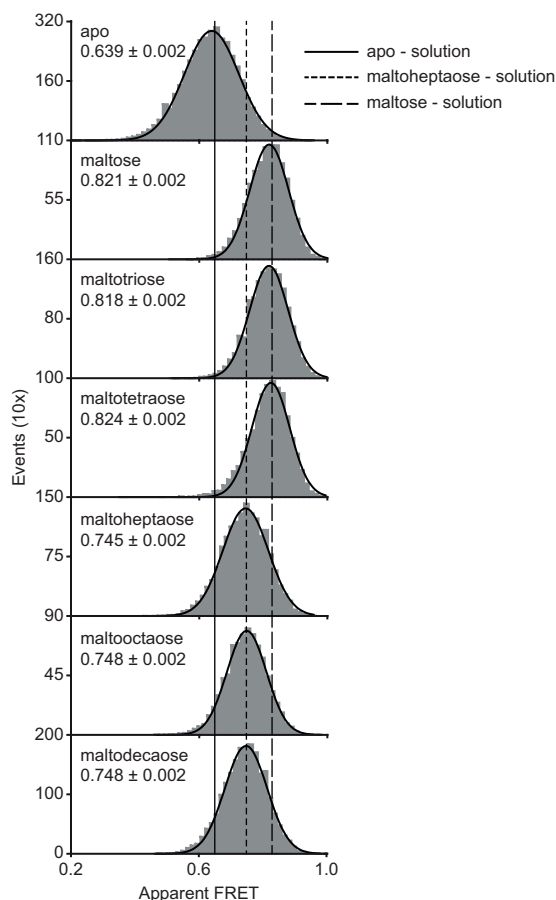 320
apo
0.639 ± 0.002
160
110
maltose
0.821 ± 0.002
55
160
maltotriose
0.818 ± 0.002
80
100
maltotetraose
0.824 ± 0.002
50
150
maltoheptaose
0.745 ± 0.002
75
90
maltooctaose
0.748 ± 0.002
45
200
maltodecaose
0.748 ± 0.002
100
0
0.2
0.6
1.0
Apparent FRET
Events (10x)
apo - solution
maltoheptaose - solution
maltose - solution